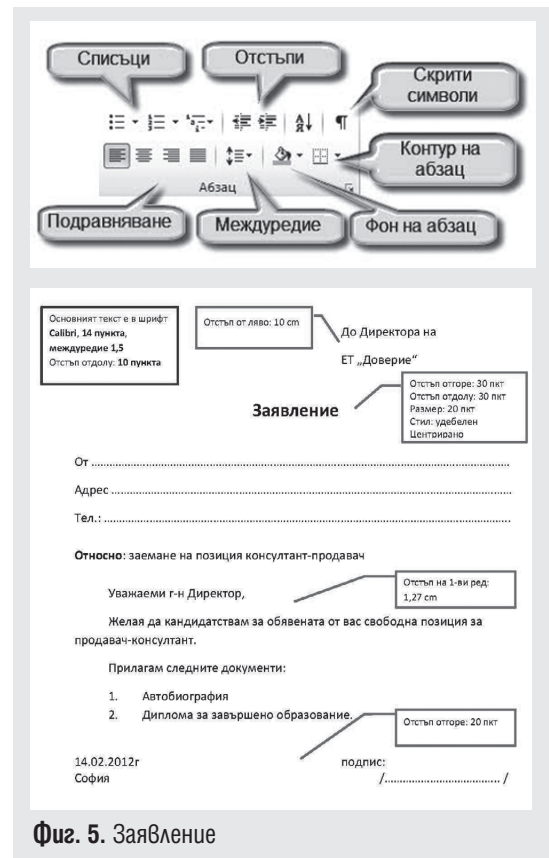 Списъци
Отстъпи
Скрити
символи
Контур на
абзац
Абзац
Подравняване
Междуредие
Фон на абзац
Основният текст е в шрифт
Calibri, 14 пункта,
междуредие 1,5
Отстъп отдолу: 10 пункта
Отстъп от ляво: 10 cm
До Директора на
ЕТ „Доверие“
Отстъп отгоре: 30 пкт
Отстъп отдолу: 30 пкт
Размер: 20 пкт
Стил: удебелен
Центрирано
Заявление
От ........................................................................
Адрес ........................................................................
Тел.: ........................................................................
Относно: заемане на позиция консултант-продавач
Отстъп на 1-ви ред:
1,27 cm
Уважаеми г-н Директор,
Желая да кандидатствам за обявената от вас свободна позиция за
продавач-консултант.
Прилагам следните документи:
1. Автобиография
2. Диплома за завършено образование.
Отстъп отгоре: 20 пкт
14.02.2012г подпис:
София /.................................... /
Фиг. 5. Заявление